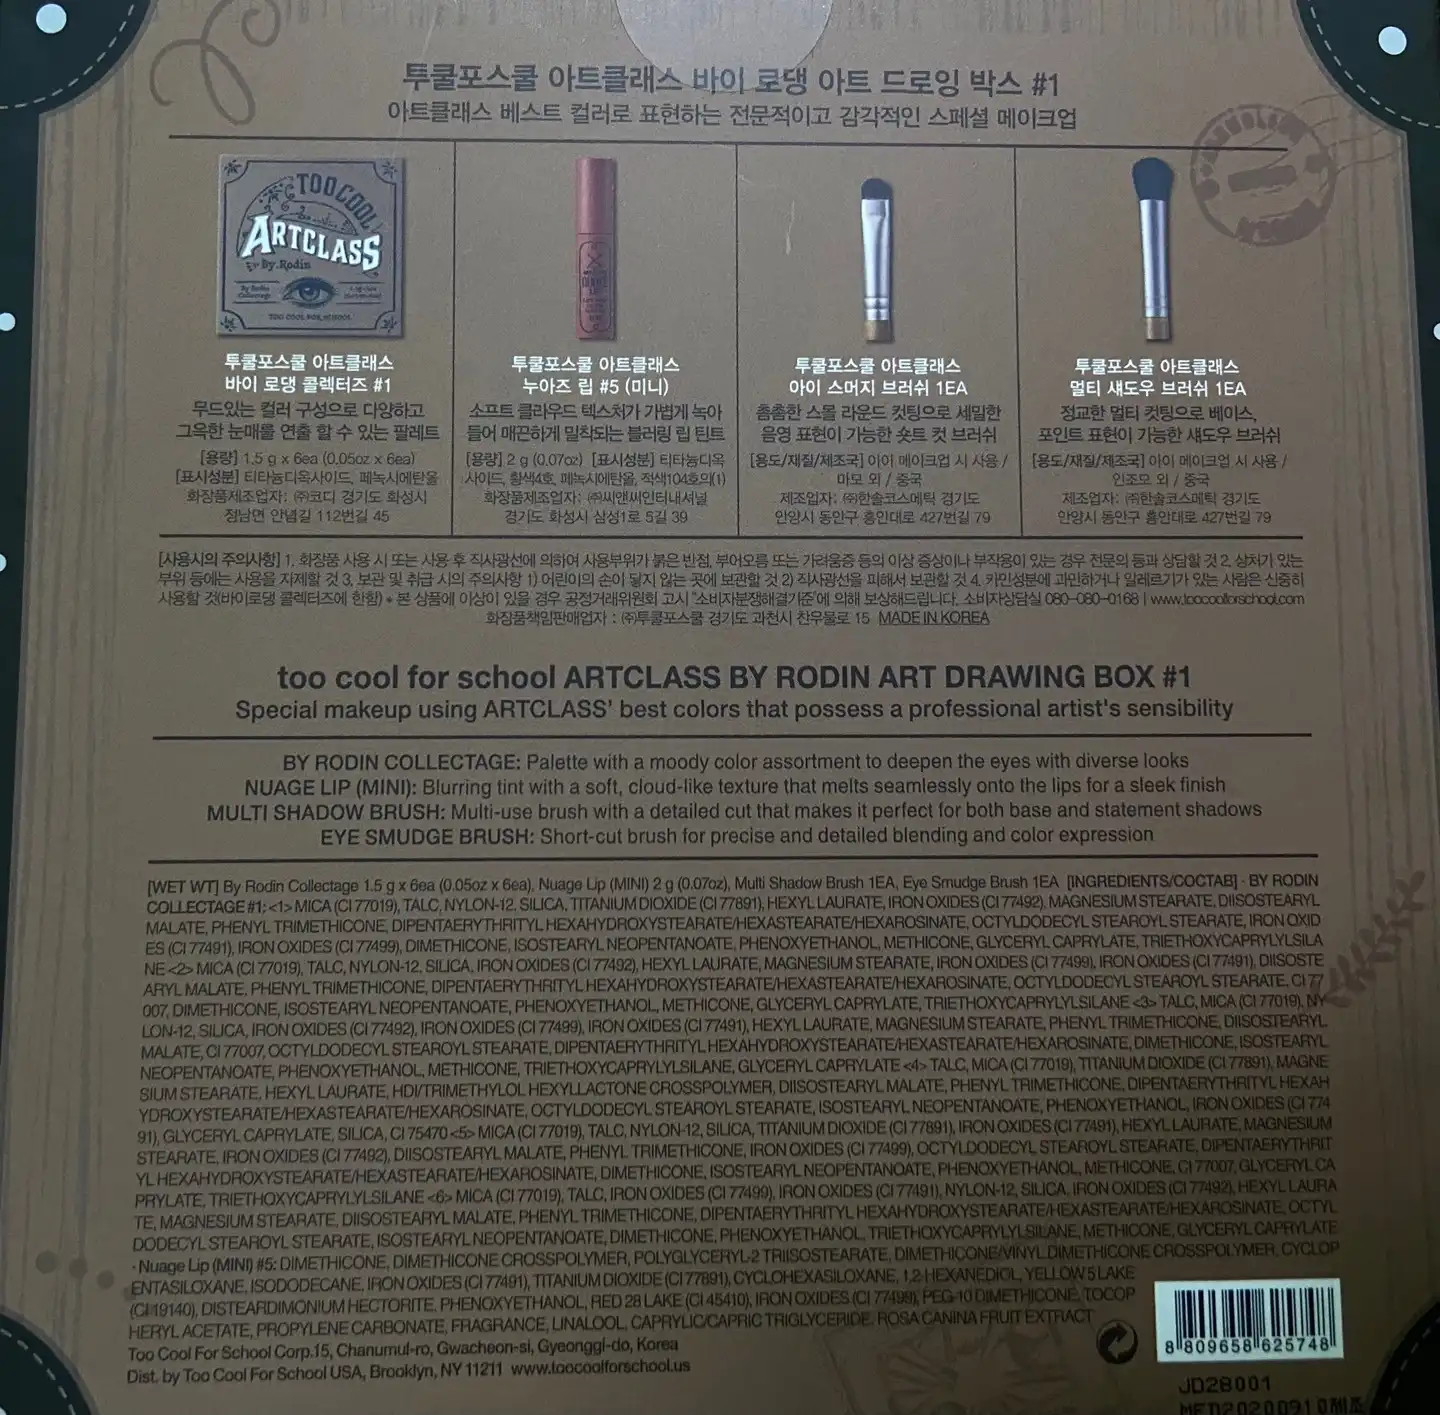 투쿨포스쿨 아트클래스 바이 로댕 아트 드로잉 박스 #1
아트클래스 베스트 컬러로 표현하는 전문적이고 감각적인 스페셜 메이크업
TOO COOL
ARTCLASS
By.Rodin
TOO COOL FOR SCHOOL
투쿨포스쿨 아트클래스
바이 로댕 콜렉터즈 #1
무드있는 컬러 구성으로 다양하고
그윽한 눈매를 연출 할 수 있는 팔레트
[용량] 1.5 g x 6ea (0.05oz x 6ea)
[표시성분] 티타늄디옥사이드, 페녹시에탄올
화장품제조업자: ㈜코디 경기도 화성시
정남면 안녕길 112번길 45
투쿨포스쿨 아트클래스
누아즈 립 #5 (미니)
소프트 클라우드 텍스처가 가볍게 녹아
들어 매끈하게 밀착되는 블러링 립 틴트
[용량] 2 g (0.07oz) [표시성분] 티타늄디옥
사이드, 황색4호, 페녹시에탄올, 적색104호의(1)
화장품제조업자: ㈜씨앤씨인터내셔널
경기도 화성시 삼성1로 5길 39
투쿨포스쿨 아트클래스
아이 스머지 브러쉬 1EA
촘촘한 스몰 라운드 컷팅으로 세밀한
음영 표현이 가능한 숏트 컷 브러쉬
[용도/재질/제조국] 아이 메이크업 시 사용 /
마모 외 / 중국
제조업자: ㈜한솔코스메틱 경기도
안양시 동안구 흥안대로 427번길 79
투쿨포스쿨 아트클래스
멀티 섀도우 브러쉬 1EA
정교한 멀티 컷팅으로 베이스,
포인트 표현이 가능한 섀도우 브러쉬
[용도/재질/제조국] 아이 메이크업 시 사용 /
인조모 외 / 중국
제조업자: ㈜한솔코스메틱 경기도
안양시 동안구 흥안대로 427번길 79
[사용시의 주의사항] 1. 화장품 사용 시 또는 사용 후 직사광선에 의하여 사용부위가 붉은 반점, 부어오름 또는 가려움증 등의 이상 증상이나 부작용이 있는 경우 전문의 등과 상담할 것 2. 상처가 있는
부위 등에는 사용을 자제할 것 3. 보관 및 취급 시의 주의사항 1) 어린이의 손이 닿지 않는 곳에 보관할 것 2) 직사광선을 피해서 보관할 것 4. 카민성분에 과민하거나 알레르기가 있는 사람은 신중히
사용할 것(바이로댕 콜렉터즈에 한함) * 본 상품에 이상이 있을 경우 공정거래위원회 고시 "소비자분쟁해결기준"에 의해 보상해드립니다. 소비자상담실 080-080-0168 | www.toocoolforschool.com
화장품책임판매업자 : ㈜투쿨포스쿨 경기도 과천시 찬우물로 15 MADE IN KOREA
too cool for school ARTCLASS BY RODIN ART DRAWING BOX #1
Special makeup using ARTCLASS' best colors that possess a professional artist's sensibility
BY RODIN COLLECTAGE: Palette with a moody color assortment to deepen the eyes with diverse looks
NUAGE LIP (MINI): Blurring tint with a soft, cloud-like texture that melts seamlessly onto the lips for a sleek finish
MULTI SHADOW BRUSH: Multi-use brush with a detailed cut that makes it perfect for both base and statement shadows
EYE SMUDGE BRUSH: Short-cut brush for precise and detailed blending and color expression
[WET WT] By Rodin Collectage 1.5 g x 6ea (0.05oz x 6ea), Nuage Lip (MINI) 2 g (0.07oz), Multi Shadow Brush 1EA, Eye Smudge Brush 1EA [INGREDIENTS/COCTAB] · BY RODIN
COLLECTAGE #1: <1> MICA (CI 77019), TALC, NYLON-12, SILICA, TITANIUM DIOXIDE (CI 77891), HEXYL LAURATE, IRON OXIDES (CI 77492), MAGNESIUM STEARATE, DIISOSTEARYL
MALATE, PHENYL TRIMETHICONE, DIPENTAERYTHRITYL HEXAHYDROXYSTEARATE/HEXASTEARATE/HEXAROSINATE, OCTYLDODECYL STEAROYL STEARATE, IRON OXID
ES (CI 77491), IRON OXIDES (CI 77499), DIMETHICONE, ISOSTEARYL NEOPENTANOATE, PHENOXYETHANOL, METHICONE, GLYCERYL CAPRYLATE, TRIETHOXYCAPRYLYLSILA
NE <2> MICA (CI 77019), TALC, NYLON-12, SILICA, IRON OXIDES (CI 77492), HEXYL LAURATE, MAGNESIUM STEARATE, IRON OXIDES (CI 77499), IRON OXIDES (CI 77491), DIISOSTE
ARYL MALATE, PHENYL TRIMETHICONE, DIPENTAERYTHRITYL HEXAHYDROXYSTEARATE/HEXASTEARATE/HEXAROSINATE, OCTYLDODECYL STEAROYL STEARATE, CI 77
007, DIMETHICONE, ISOSTEARYL NEOPENTANOATE, PHENOXYETHANOL, METHICONE, GLYCERYL CAPRYLATE, TRIETHOXYCAPRYLYLSILANE <3> TALC, MICA (CI 77019), NY
LON-12, SILICA, IRON OXIDES (CI 77492), IRON OXIDES (CI 77499), IRON OXIDES (CI 77491), HEXYL LAURATE, MAGNESIUM STEARATE, PHENYL TRIMETHICONE, DIISOSTEARYL
MALATE, CI 77007, OCTYLDODECYL STEAROYL STEARATE, DIPENTAERYTHRITYL HEXAHYDROXYSTEARATE/HEXASTEARATE/HEXAROSINATE, DIMETHICONE, ISOSTEARYL
NEOPENTANOATE, PHENOXYETHANOL, METHICONE, TRIETHOXYCAPRYLYLSILANE, GLYCERYL CAPRYLATE <4> TALC, MICA (CI 77019), TITANIUM DIOXIDE (CI 77891), MAGNE
SIUM STEARATE, HEXYL LAURATE, HDI/TRIMETHYLOL HEXYLLACTONE CROSSPOLYMER, DIISOSTEARYL MALATE, PHENYL TRIMETHICONE, DIPENTAERYTHRITYL HEXAH
YDROXYSTEARATE/HEXASTEARATE/HEXAROSINATE, OCTYLDODECYL STEAROYL STEARATE, ISOSTEARYL NEOPENTANOATE, PHENOXYETHANOL, IRON OXIDES (CI 774
91), GLYCERYL CAPRYLATE, SILICA, CI 75470 <5> MICA (CI 77019), TALC, NYLON-12, SILICA, TITANIUM DIOXIDE (CI 77891), IRON OXIDES (CI 77491), HEXYL LAURATE, MAGNESIUM
STEARATE, IRON OXIDES (CI 77492), DIISOSTEARYL MALATE, PHENYL TRIMETHICONE, IRON OXIDES (CI 77499), OCTYLDODECYL STEAROYL STEARATE, DIPENTAERYTHRIT
YL HEXAHYDROXYSTEARATE/HEXASTEARATE/HEXAROSINATE, DIMETHICONE, ISOSTEARYL NEOPENTANOATE, PHENOXYETHANOL, METHICONE, CI 77007, GLYCERYL CA
PRYLATE, TRIETHOXYCAPRYLYLSILANE <6> MICA (CI 77019), TALC, IRON OXIDES (CI 77499), IRON OXIDES (CI 77491), NYLON-12, SILICA, IRON OXIDES (CI 77492), HEXYL LAURA
TE, MAGNESIUM STEARATE, DIISOSTEARYL MALATE, PHENYL TRIMETHICONE, DIPENTAERYTHRITYL HEXAHYDROXYSTEARATE/HEXASTEARATE/HEXAROSINATE, OCTYL
DODECYL STEAROYL STEARATE, ISOSTEARYL NEOPENTANOATE, DIMETHICONE, PHENOXYETHANOL, TRIETHOXYCAPRYLYLSILANE, METHICONE, GLYCERYL CAPRYLATE
· Nuage Lip (MINI) #5: DIMETHICONE, DIMETHICONE CROSSPOLYMER, POLYGLYCERYL-2 TRIISOSTEARATE, DIMETHICONE/VINYL DIMETHICONE CROSSPOLYMER, CYCLOP
ENTASILOXANE, ISODODECANE, IRON OXIDES (CI 77491), TITANIUM DIOXIDE (CI 77891), CYCLOHEXASILOXANE, 1,2-HEXANEDIOL, YELLOW 5 LAKE
(CI 19140), DISTEARDIMONIUM HECTORITE, PHENOXYETHANOL, RED 28 LAKE (CI 45410), IRON OXIDES (CI 77499), PEG-10 DIMETHICONE, TOCOP
HERYL ACETATE, PROPYLENE CARBONATE, FRAGRANCE, LINALOOL, CAPRYLIC/CAPRIC TRIGLYCERIDE, ROSA CANINA FRUIT EXTRACT
Too Cool For School Corp.15, Chanumul-ro, Gwacheon-si, Gyeonggi-do, Korea
Dist. by Too Cool For School USA, Brooklyn, NY 11211 www.toocoolforschool.us
8 809658 625748
JD28001
20200910제조